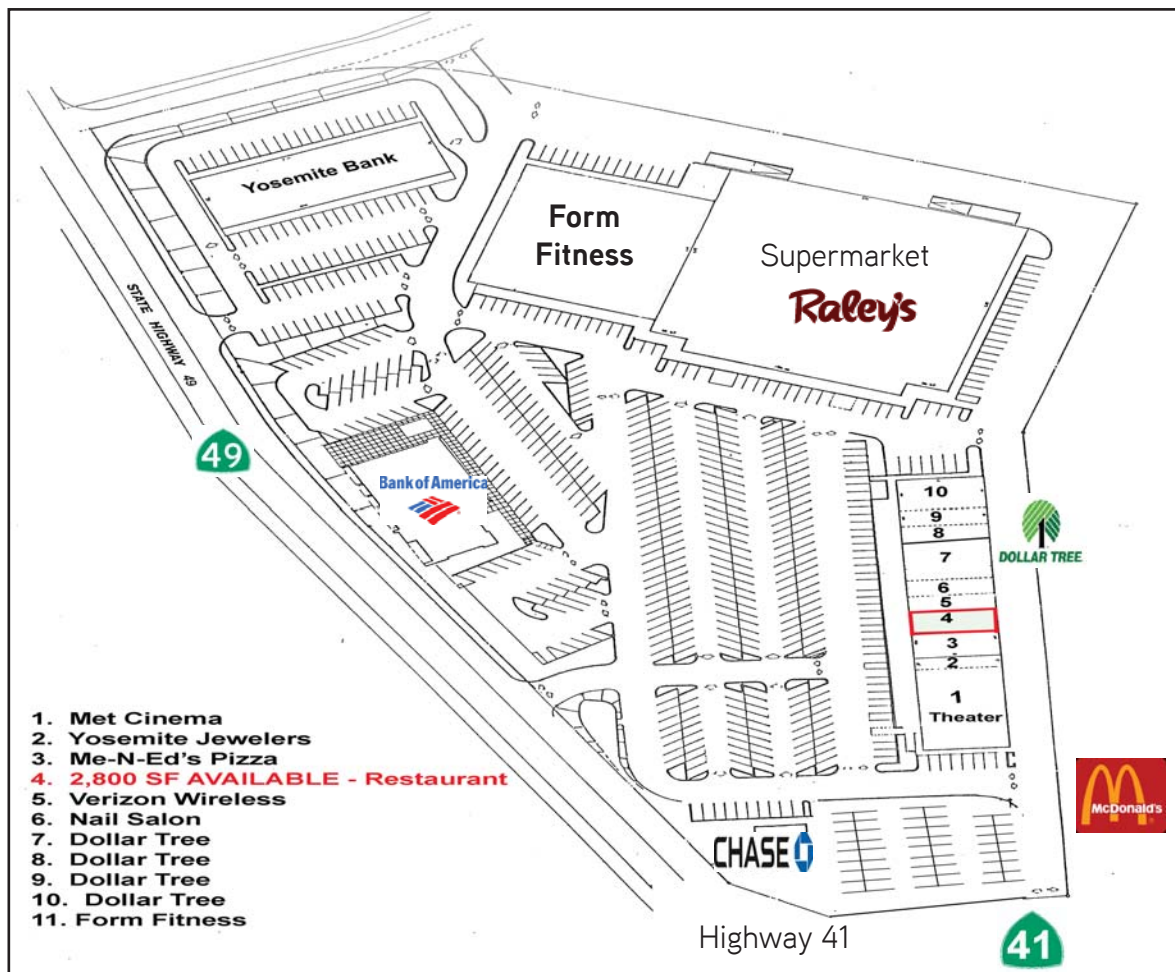 Yosemite Bank
Form
Fitness
Supermarket
Raley's
STATE HIGHWAY 49
49
Bank of America
10
9
8
7
6
5
4
3
2
1
Theater
DOLLAR TREE
1. Met Cinema
2. Yosemite Jewelers
3. Me-N-Ed's Pizza
4. 2,800 SF AVAILABLE - Restaurant
5. Verizon Wireless
6. Nail Salon
7. Dollar Tree
8. Dollar Tree
9. Dollar Tree
10. Dollar Tree
11. Form Fitness
McDonald's
CHASE
Highway 41
41